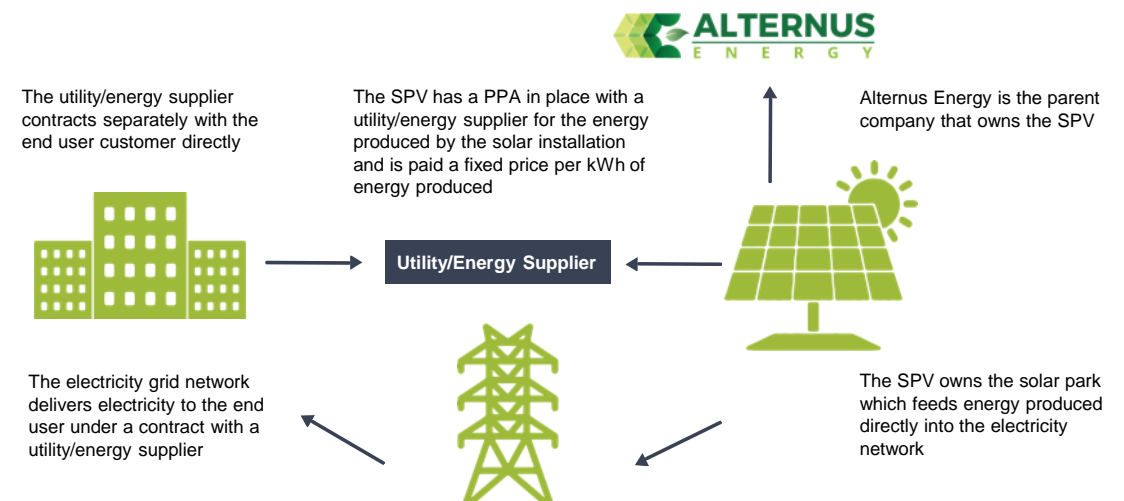 ALTERNUS
ENERGY
The utility/energy supplier
contracts separately with the
end user customer directly
The SPV has a PPA in place with a
utility/energy supplier for the energy
produced by the solar installation
and is paid a fixed price per kWh of
energy produced
Alternus Energy is the parent
company that owns the SPV
Utility/Energy Supplier
The electricity grid network
delivers electricity to the end
user under a contract with a
utility/energy supplier
The SPV owns the solar park
which feeds energy produced
directly into the electricity
network